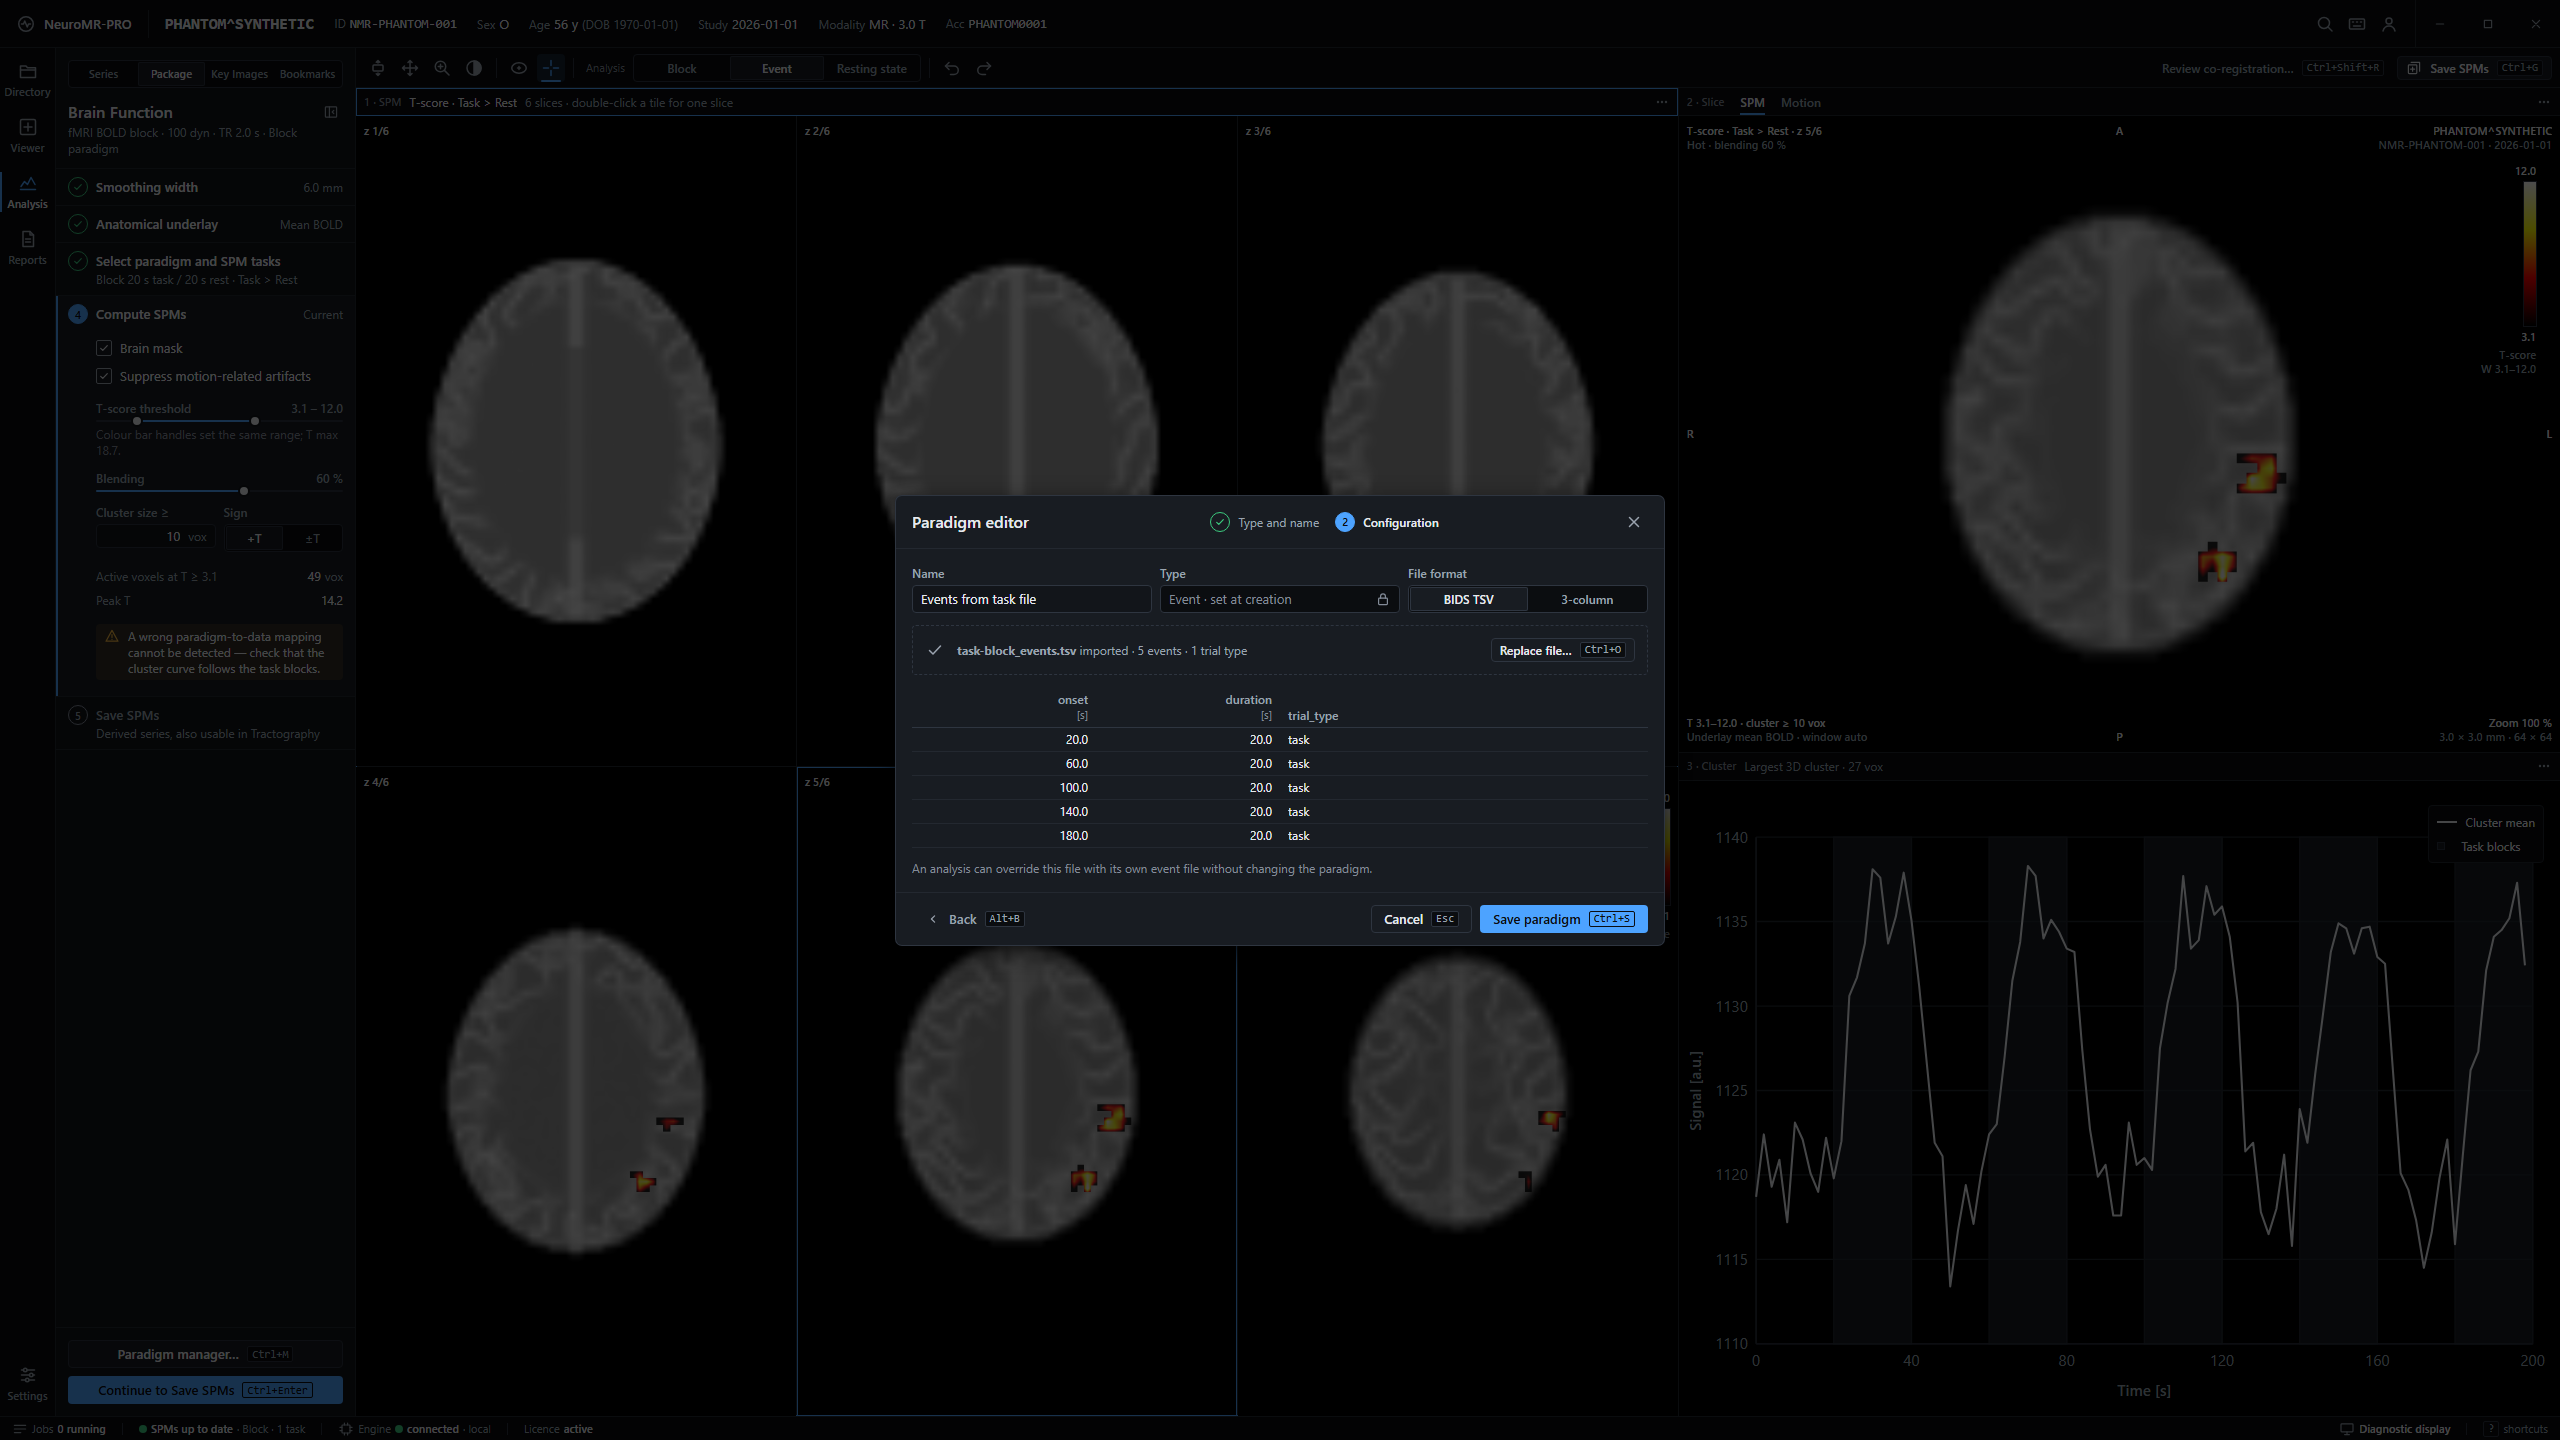 NeuroMR-PRO PHANTOM^SYNTHETIC ID NMR-PHANTOM-001 Sex O Age 56 y (DOB 1970-01-01) Study 2026-01-01 Modality MR · 3.0 T Acc PHANTOM0001
Directory
Viewer
Analysis
Reports
Settings
Series Package Key Images Bookmarks
Brain Function
fMRI BOLD block · 100 dyn · TR 2.0 s · Block
paradigm
Smoothing width 6.0 mm
Anatomical underlay Mean BOLD
Select paradigm and SPM tasks
Block 20 s task / 20 s rest · Task > Rest
4 Compute SPMs Current
Brain mask
Suppress motion-related artifacts
T-score threshold 3.1 – 12.0
Colour bar handles set the same range; T max
18.7.
Blending 60 %
Cluster size ≥ Sign
10 vox +T ±T
Active voxels at T ≥ 3.1 49 vox
Peak T 14.2
A wrong paradigm-to-data mapping
cannot be detected — check that the
cluster curve follows the task blocks.
5 Save SPMs
Derived series, also usable in Tractography
Paradigm manager... Ctrl+M
Continue to Save SPMs Ctrl+Enter
Analysis Block Event Resting state
Review co-registration... Ctrl+Shift+R Save SPMs Ctrl+G
1 · SPM T-score · Task > Rest 6 slices · double-click a tile for one slice
z 1/6 z 2/6 z 3/6
z 4/6 z 5/6
2 · Slice SPM Motion
T-score · Task > Rest · z 5/6
Hot · blending 60 %
A
PHANTOM^SYNTHETIC
NMR-PHANTOM-001 · 2026-01-01
12.0
3.1
T-score
W 3.1–12.0
R L
T 3.1–12.0 · cluster ≥ 10 vox
Underlay mean BOLD · window auto
P
Zoom 100 %
3.0 × 3.0 mm · 64 × 64
Paradigm editor Type and name 2 Configuration
Name Type File format
Events from task file Event · set at creation BIDS TSV 3-column
task-block_events.tsv imported · 5 events · 1 trial type Replace file... Ctrl+O
onset duration
[s] [s] trial_type
20.0 20.0 task
60.0 20.0 task
100.0 20.0 task
140.0 20.0 task
180.0 20.0 task
An analysis can override this file with its own event file without changing the paradigm.
Back Alt+B Cancel Esc Save paradigm Ctrl+S
3 · Cluster Largest 3D cluster · 27 vox
Cluster mean
Task blocks
1140
1135
1130
1125
1120
1115
1110
Signal [a.u.]
0 40 80 120 160 200
Time [s]
Jobs 0 running SPMs up to date · Block · 1 task Engine connected · local Licence active Diagnostic display ? shortcuts